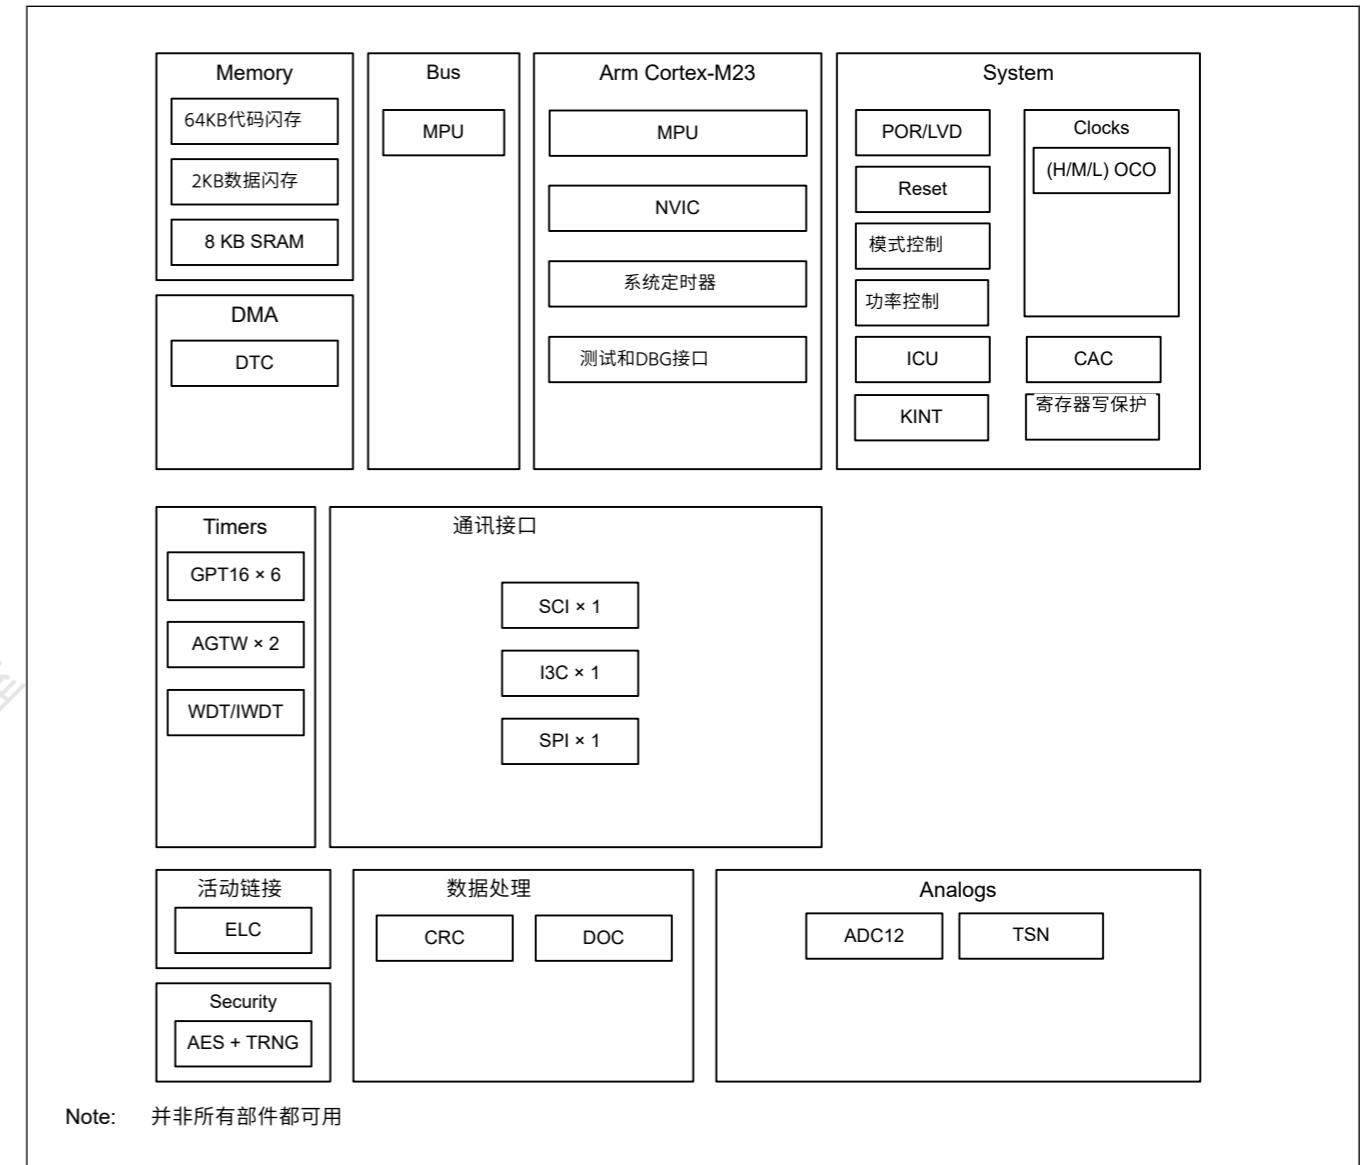 Memory
64KB代码闪存
2KB数据闪存
8 KB SRAM
DMA
DTC
Bus
MPU
Arm Cortex-M23
MPU
NVIC
系统定时器
测试和DBG接口
System
POR/LVD
Reset
模式控制
功率控制
ICU
KINT
Clocks
(H/M/L) OCO
CAC
寄存器写保护
Timers
GPT16 × 6
AGTW × 2
WDT/IWDT
通讯接口
SCI × 1
I3C × 1
SPI × 1
活动链接
ELC
Security
AES + TRNG
数据处理
CRC
DOC
Analogs
ADC12
TSN
Note: 并非所有部件都可用